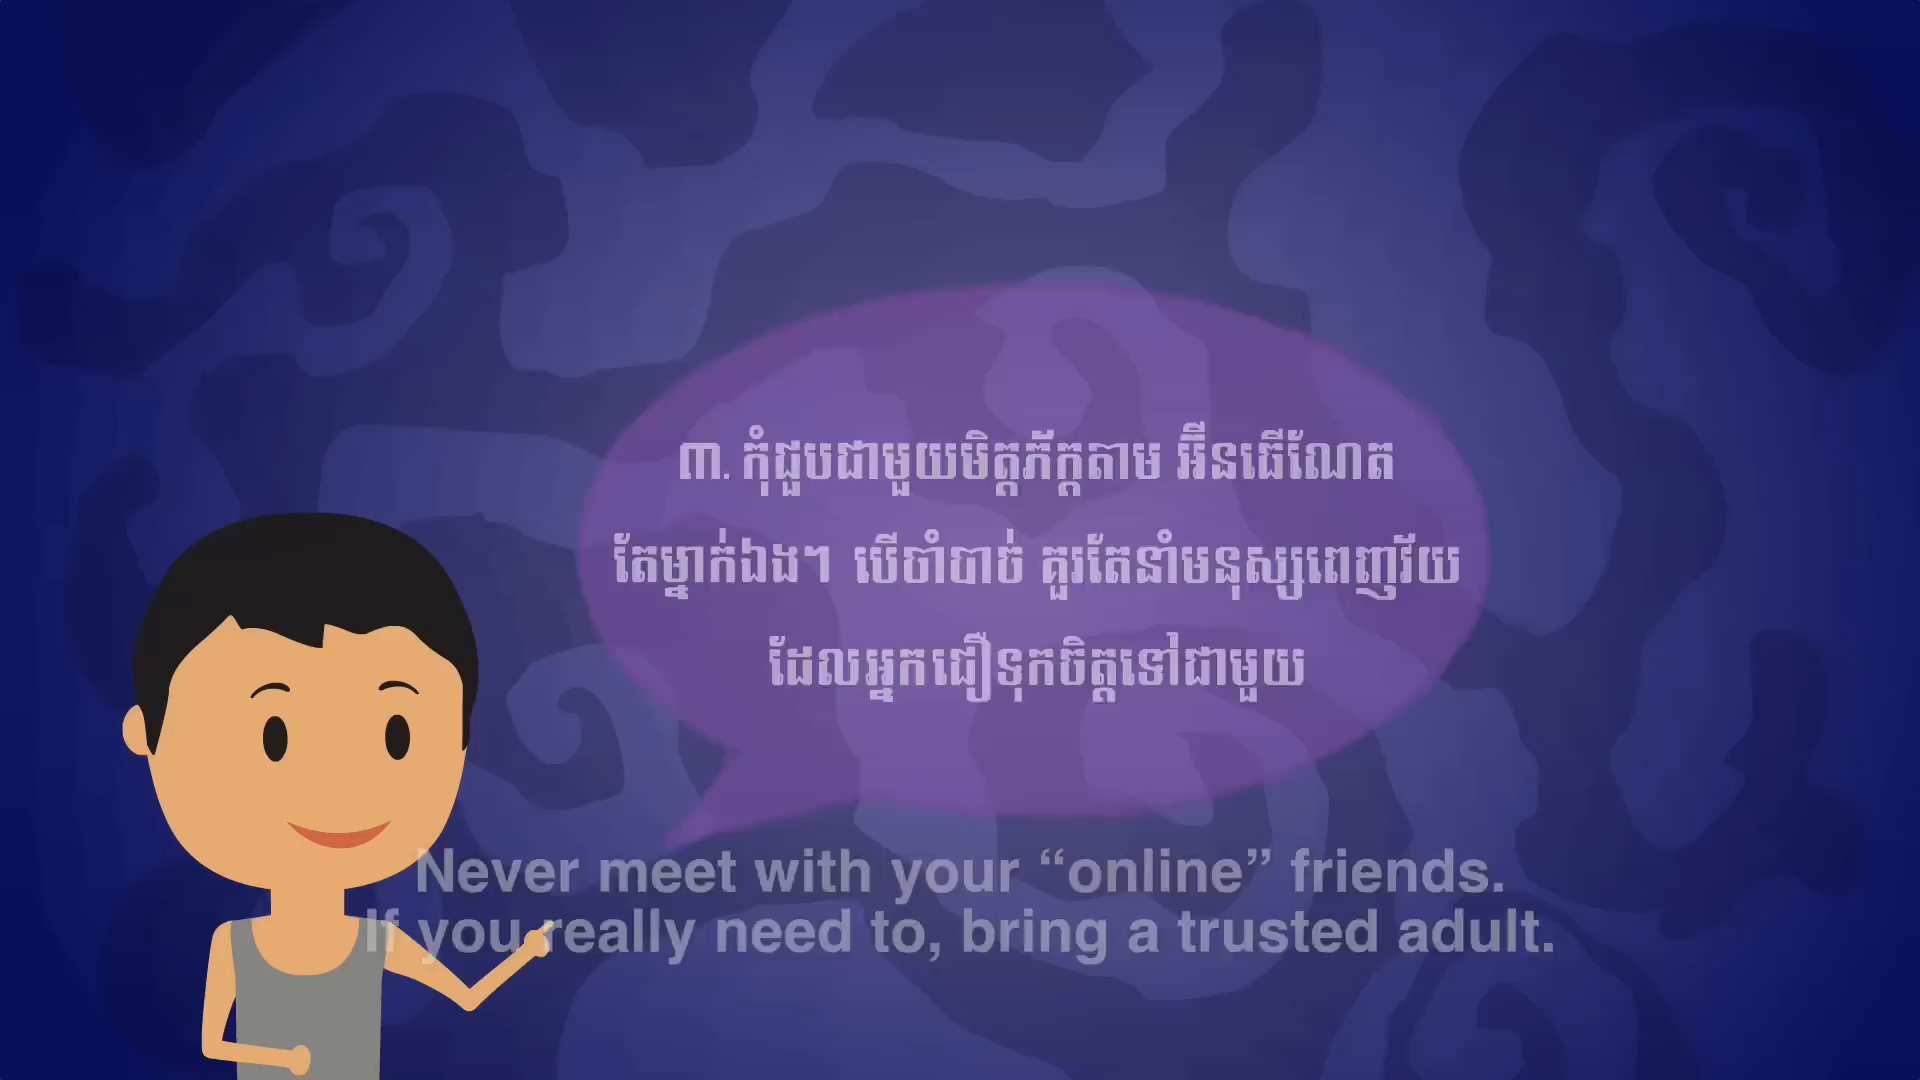 ៣. កុំជួបជាមួយមិត្តភ័ក្តតាម អ៊ីនធើណែត
តែម្នាក់ឯង។ បើចាំបាច់ គួរតែនាំមនុស្សពេញវ័យ
ដែលអ្នកជឿទុកចិត្តទៅជាមួយ
Never meet with your “online” friends.
If you really need to, bring a trusted adult.